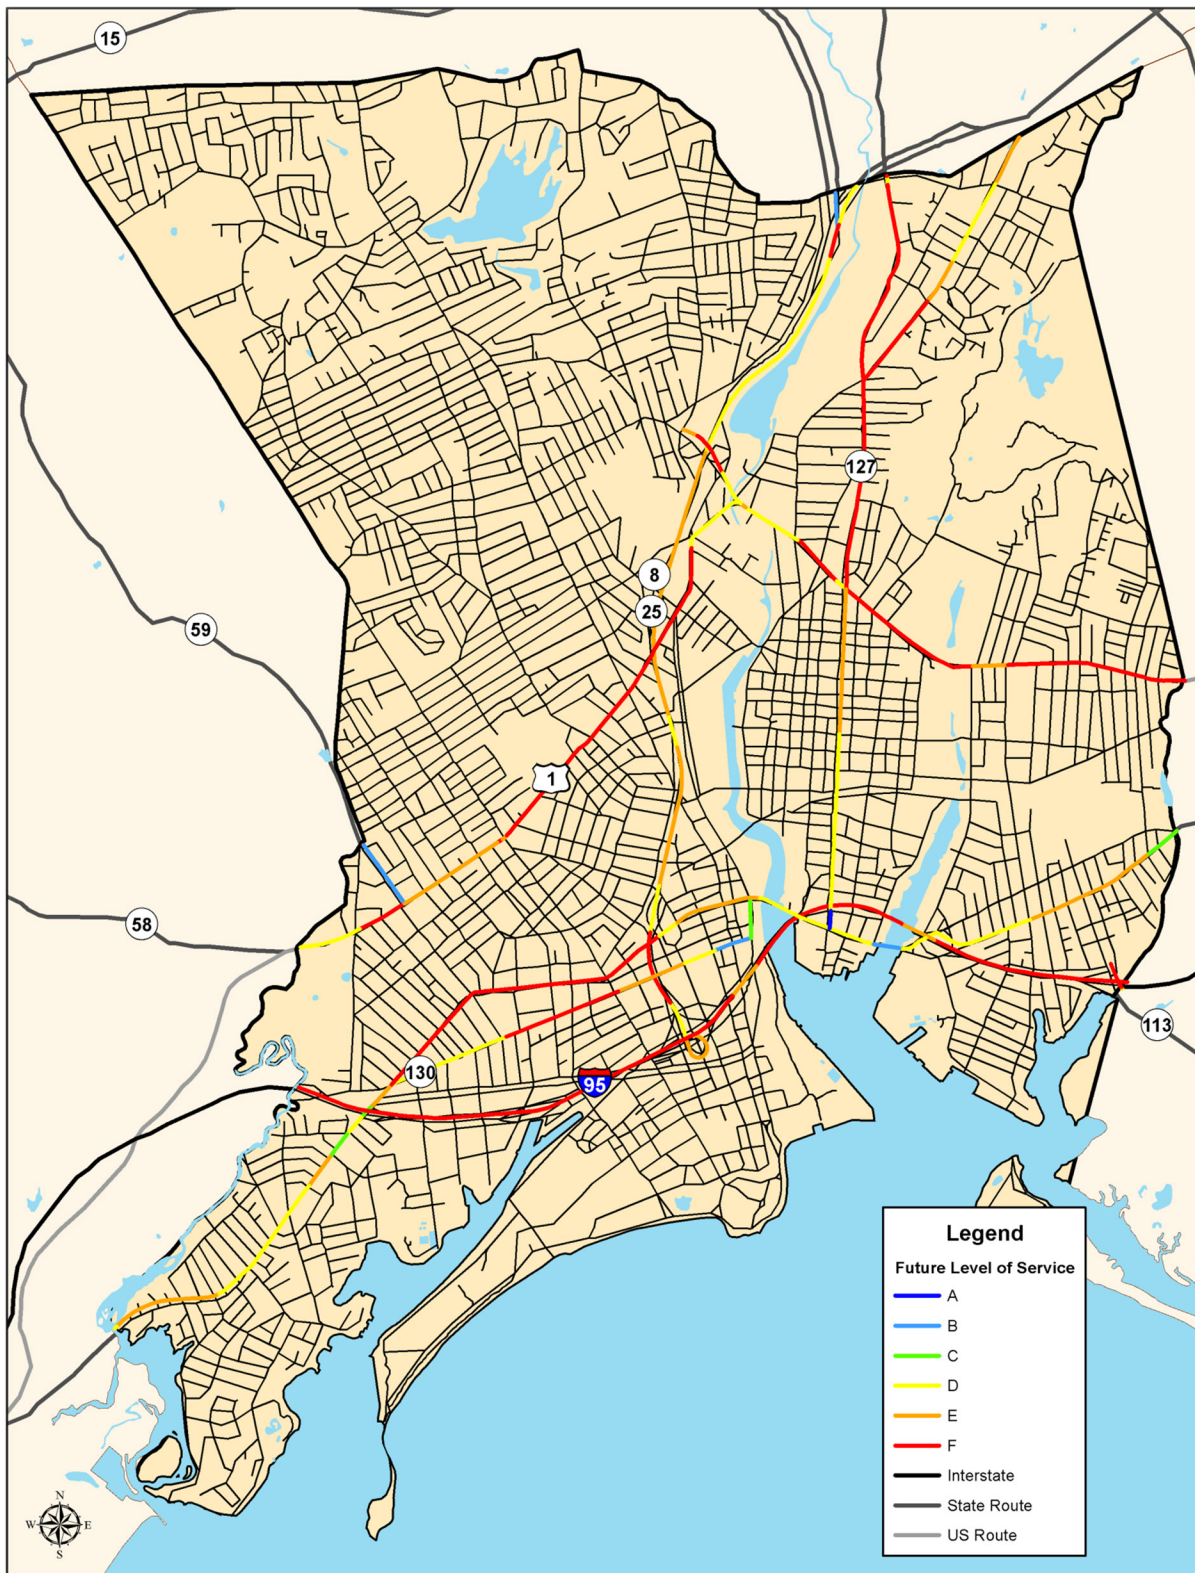 15
127
8
25
59
1
58
130
95
113
Legend
Future Level of Service
A
B
C
D
E
F
Interstate
State Route
US Route
N
W E
S